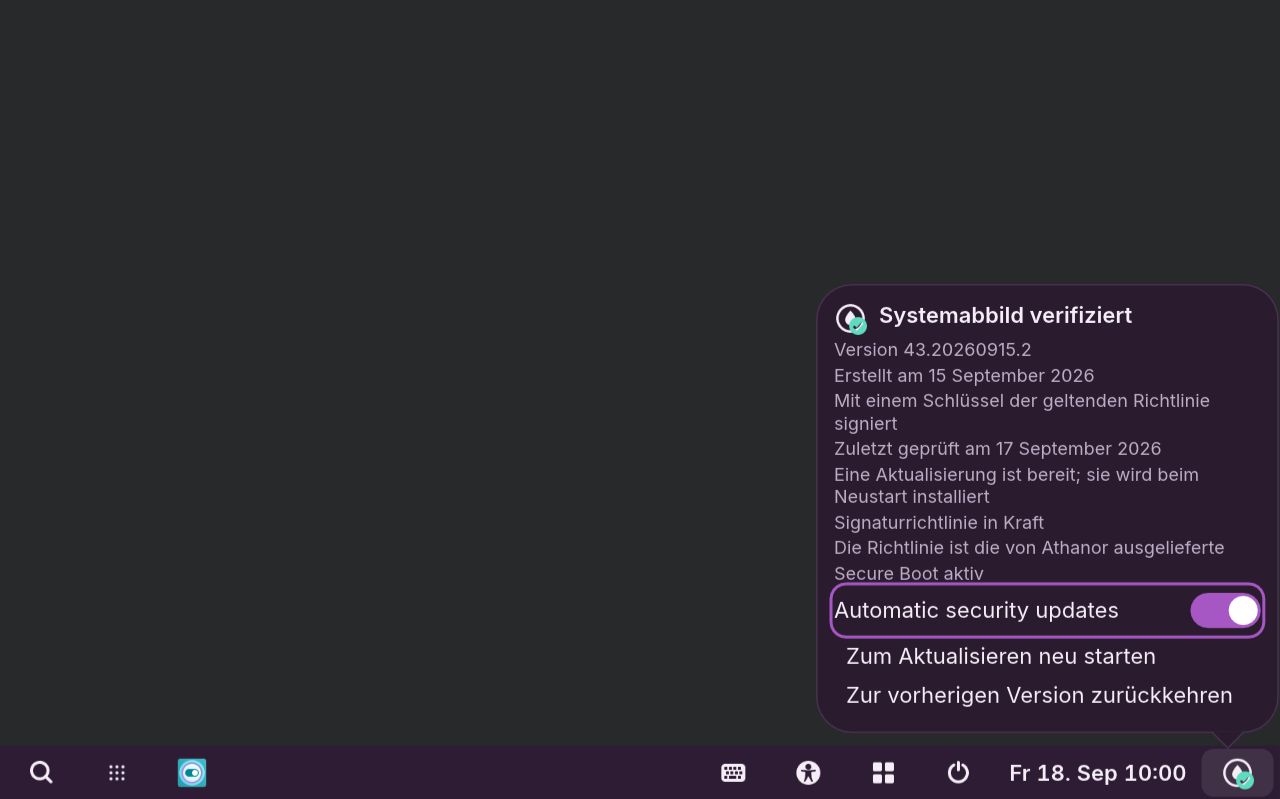 Systemabbild verifiziert
Version 43.20260915.2
Erstellt am 15 September 2026
Mit einem Schlüssel der geltenden Richtlinie
signiert
Zuletzt geprüft am 17 September 2026
Eine Aktualisierung ist bereit; sie wird beim
Neustart installiert
Signaturrichtlinie in Kraft
Die Richtlinie ist die von Athanor ausgelieferte
Secure Boot aktiv
Automatic security updates
Zum Aktualisieren neu starten
Zur vorherigen Version zurückkehren
Fr 18. Sep 10:00